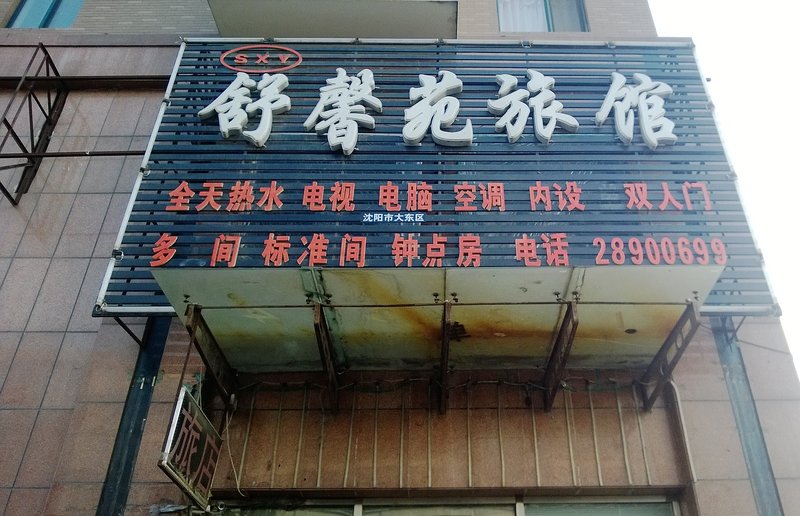 SXY
舒馨苑旅馆
全天热水 电视 电脑 空调 内设 双人门
沈阳市大东区
多 间 标准间 钟点房 电话 28900699
旅店